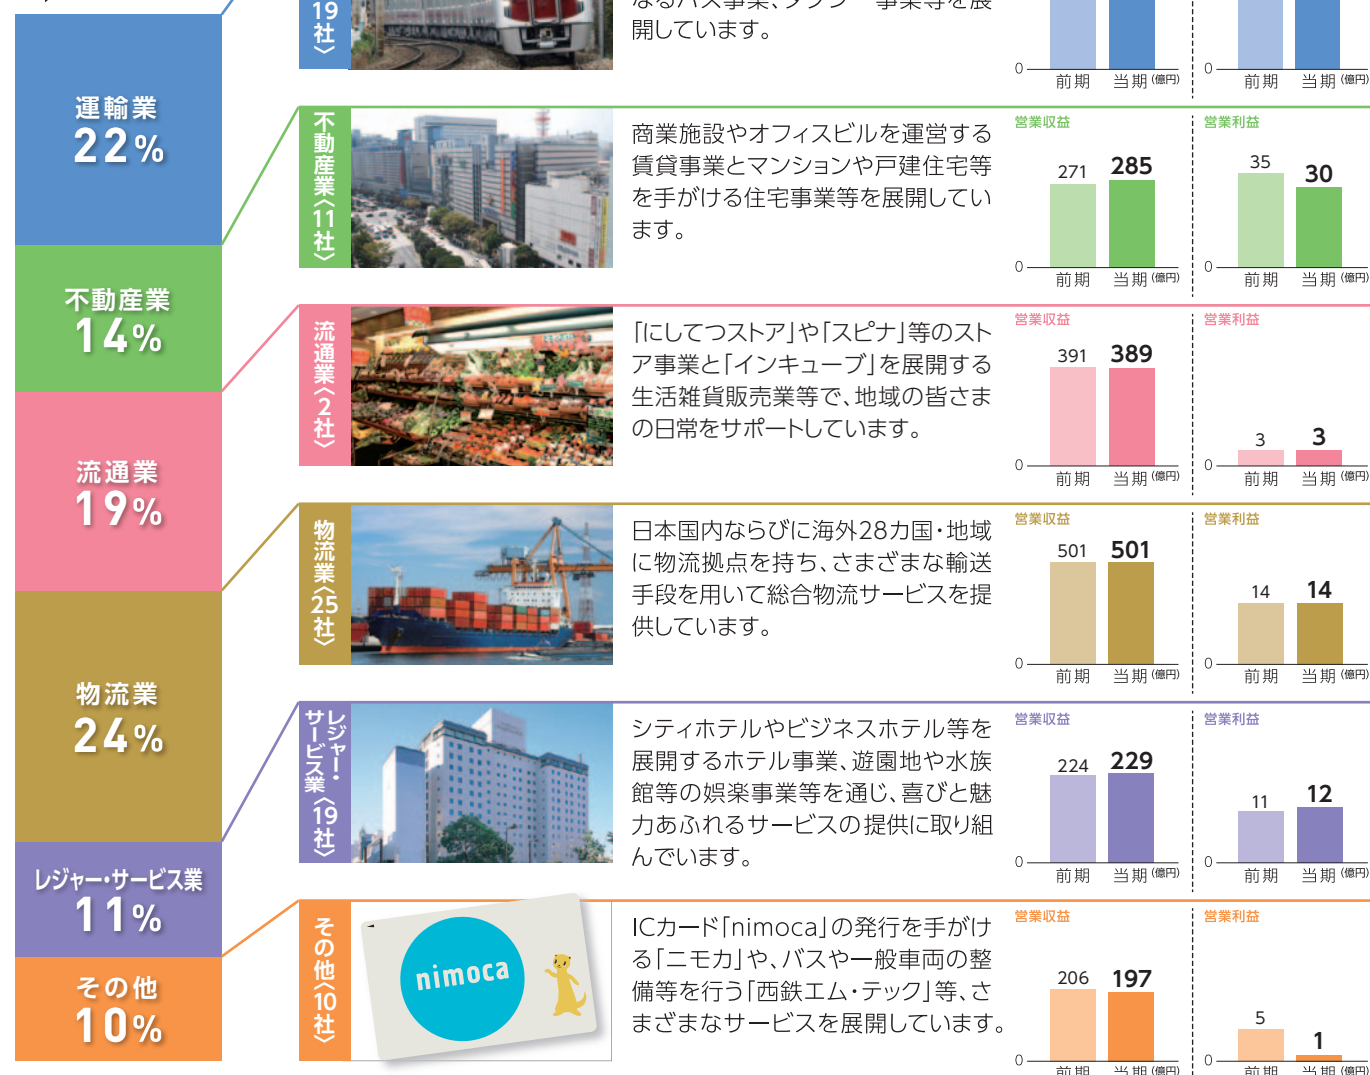 運輸業
22%
不動産業
14%
流通業
19%
物流業
24%
レジャー・サービス業
11%
その他
10%
19社〉
開しています。
0
前期 当期(億円)
0
前期 当期(億円)
不動産業〈11社〉
商業施設やオフィスビルを運営する
賃貸事業とマンションや戸建住宅等
を手がける住宅事業等を展開してい
ます。
営業収益
271 285
0
前期 当期(億円)
営業利益
35 30
0
前期 当期(億円)
流通業〈2社〉
「にしてつストア」や「スピナ」等のスト
ア事業と「インキューブ」を展開する
生活雑貨販売業等で、地域の皆さま
の日常をサポートしています。
営業収益
391 389
0
前期 当期(億円)
営業利益
3 3
0
前期 当期(億円)
物流業〈25社〉
日本国内ならびに海外28カ国・地域
に物流拠点を持ち、さまざまな輸送
手段を用いて総合物流サービスを提
供しています。
営業収益
501 501
0
前期 当期(億円)
営業利益
14 14
0
前期 当期(億円)
レジャー・
サービス業〈19社〉
シティホテルやビジネスホテル等を
展開するホテル事業、遊園地や水族
館等の娯楽事業等を通じ、喜びと魅
力あふれるサービスの提供に取り組
んでいます。
営業収益
224 229
0
前期 当期(億円)
営業利益
11 12
0
前期 当期(億円)
その他〈10社〉
nimoca
ICカード「nimoca」の発行を手がけ
る「ニモカ」や、バスや一般車両の整
備等を行う「西鉄エム・テック」等、さ
まざまなサービスを展開しています。
営業収益
206 197
0
前期 当期(億円)
営業利益
5 1
0
前期 当期(億円)